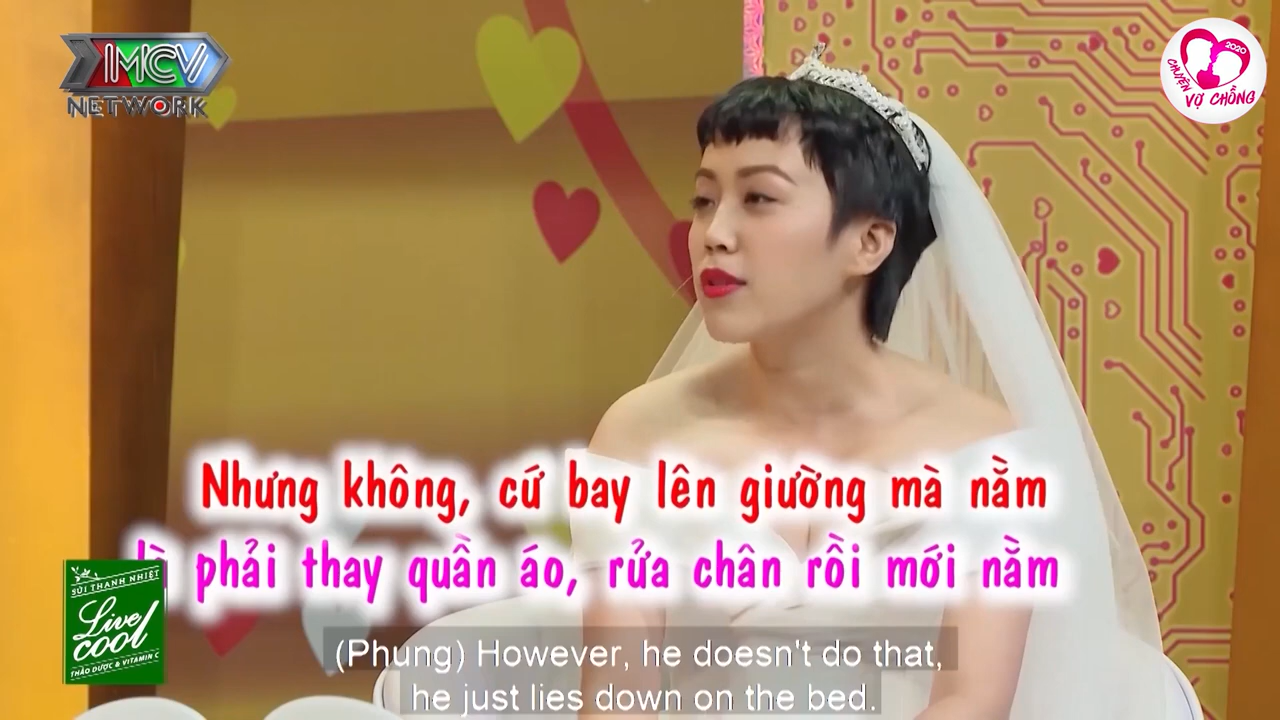 MCV
NETWORK
2020
CHUYỆN
VỢ CHỒNG
Nhưng không, cứ bay lên giường mà nằm
là phải thay quần áo, rửa chân rồi mới nằm
SỦI THANH NHIỆT
Live
cool
THẢO DƯỢC & VITAMIN C
(Phung) However, he doesn't do that,
he just lies down on the bed.